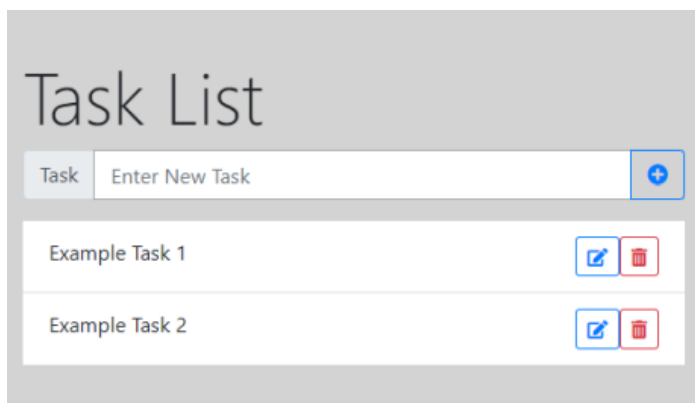 Task List
Task Enter New Task
Example Task 1
Example Task 2